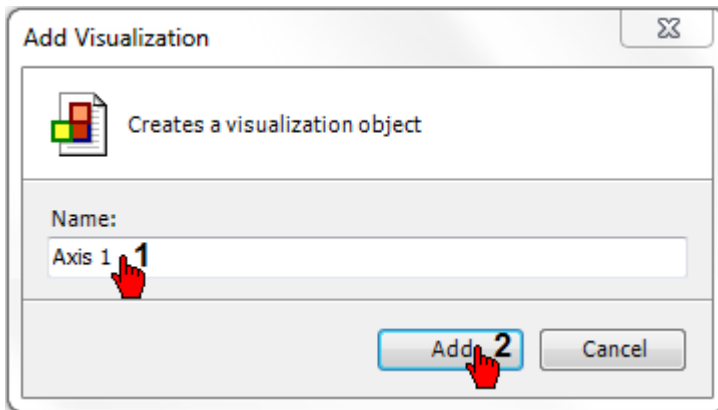 Add Visualization
Creates a visualization object
Name:
Axis 1 1
Add 2 Cancel